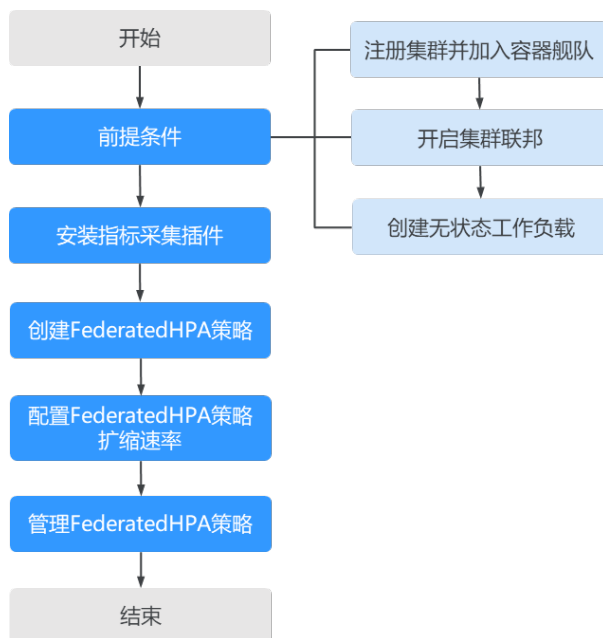 开始
前提条件
安装指标采集插件
创建FederatedHPA策略
配置FederatedHPA策略
扩缩速率
管理FederatedHPA策略
结束
注册集群并加入容器舰队
开启集群联邦
创建无状态工作负载